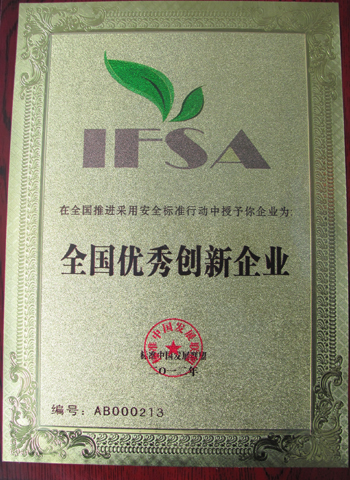 IFSA
在全国推进采用安全标准行动中授予你企业为:
全国优秀创新企业
标准中国发展联盟
二〇一二年
编号: AB000213